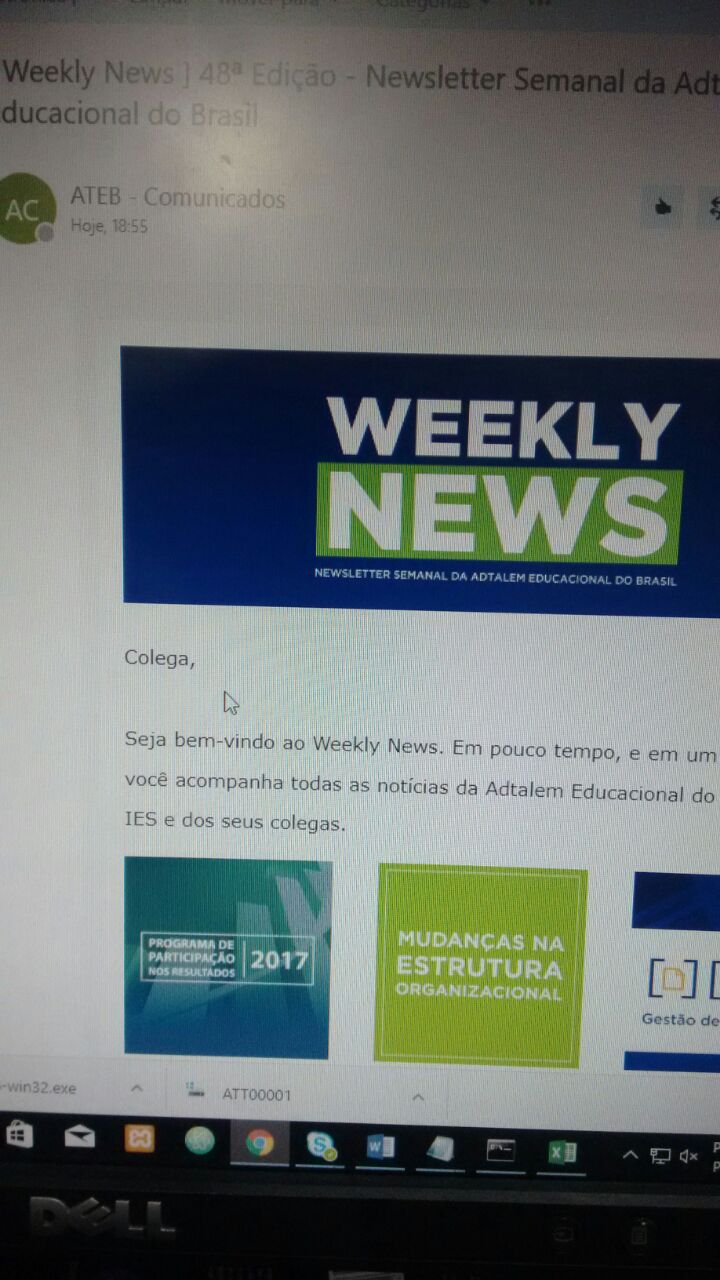 Mover para
Categorias
Weekly News ] 48ª Edição - Newsletter Semanal da Adt
ducacional do Brasil
AC
ATEB - Comunicados
Hoje, 18:55
WEEKLY
NEWS
NEWSLETTER SEMANAL DA ADTALEM EDUCACIONAL DO BRASIL
Colega,
Seja bem-vindo ao Weekly News. Em pouco tempo, e em um
você acompanha todas as notícias da Adtalem Educacional do
IES e dos seus colegas.
PROGRAMA DE
PARTICIPAÇÃO
NOS RESULTADOS
2017
MUDANÇAS NA
ESTRUTURA
ORGANIZACIONAL
Gestão de
-win32.exe
ATT00001
DELL